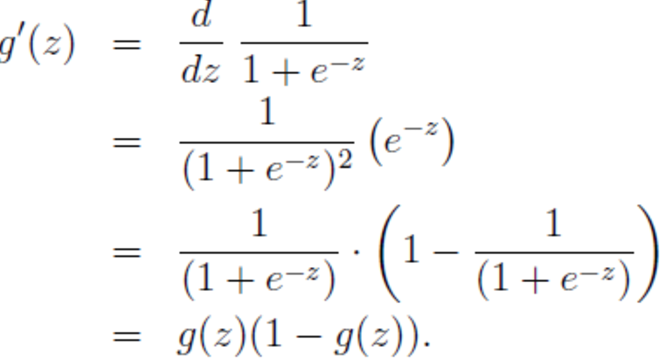 g′(z) = d/dz 1/(1 + e^{−z})
= 1/(1 + e^{−z})^2 (e^{−z})
= 1/(1 + e^{−z}) · (1 − 1/(1 + e^{−z}))
= g(z)(1 − g(z)).